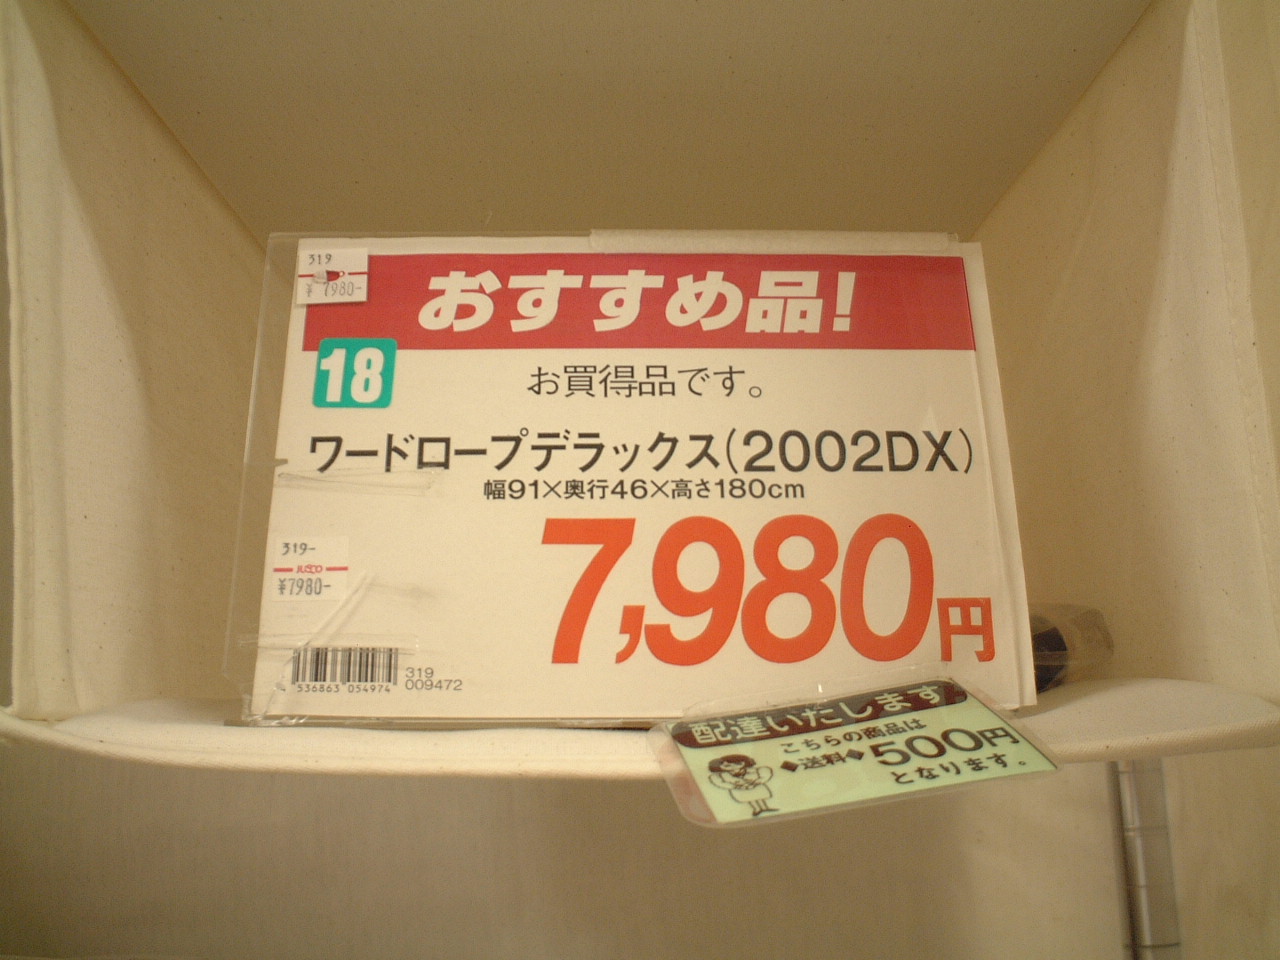 319
¥ 7980-
おすすめ品!
18
お買得品です。
ワードロープデラックス(2002DX)
幅91×奥行46×高さ180cm
7,980円
319-
JUSCO
¥7980-
4 536863 054974
319
009472
配達いたします
こちらの商品は
◆送料◆500円
となります。